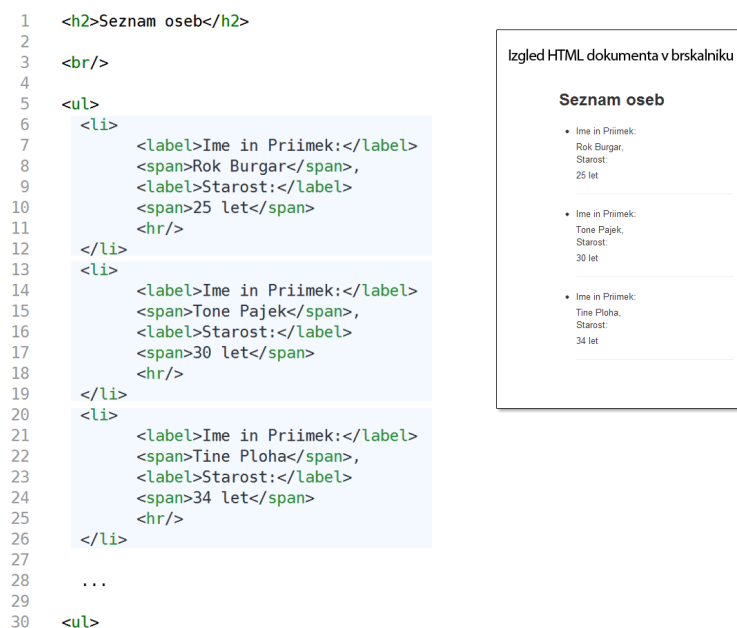 1 <h2>Seznam oseb</h2>
2
3 <br/>
4
5 <ul>
6 <li>
7 <label>Ime in Priimek:</label>
8 <span>Rok Burgar</span>,
9 <label>Starost:</label>
10 <span>25 let</span>
11 <hr/>
12 </li>
13 <li>
14 <label>Ime in Priimek:</label>
15 <span>Tone Pajek</span>,
16 <label>Starost:</label>
17 <span>30 let</span>
18 <hr/>
19 </li>
20 <li>
21 <label>Ime in Priimek:</label>
22 <span>Tine Ploha</span>,
23 <label>Starost:</label>
24 <span>34 let</span>
25 <hr/>
26 </li>
27
28 ...
29
30 <ul>
Izgled HTML dokumenta v brskalniku
Seznam oseb
• Ime in Priimek:
Rok Burgar,
Starost:
25 let
• Ime in Priimek:
Tone Pajek,
Starost:
30 let
• Ime in Priimek:
Tine Ploha,
Starost:
34 let